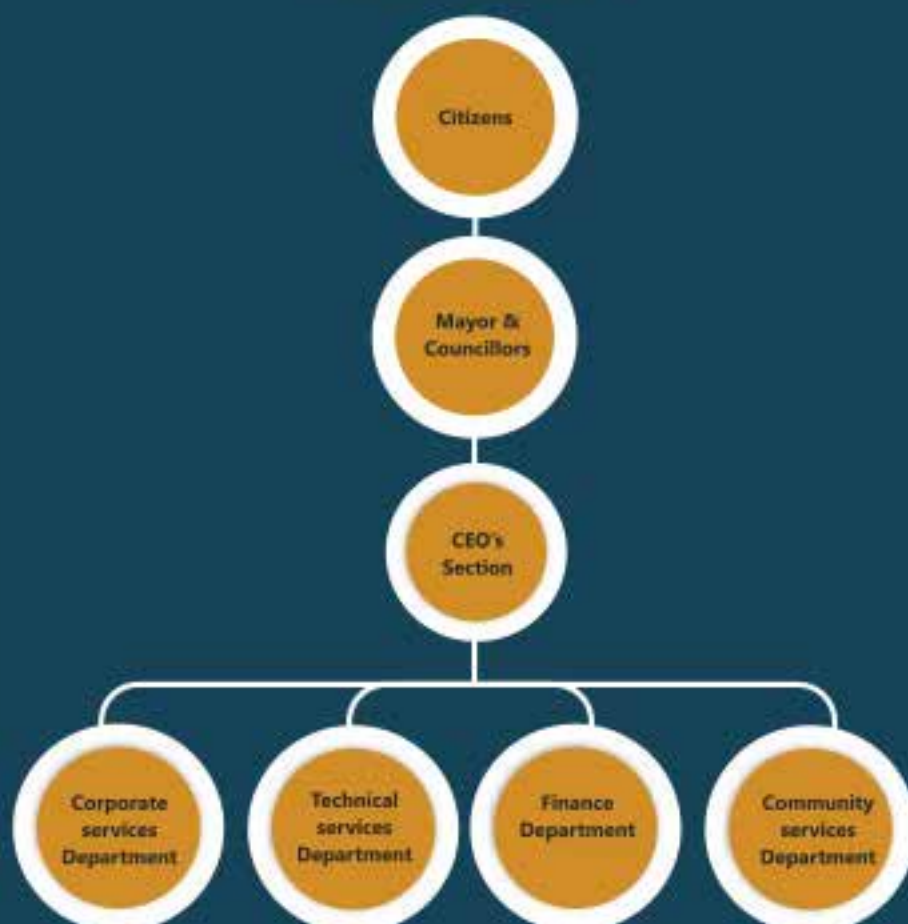 Citizens
Mayor &
Councillors
CEO's
Section
Corporate
services
Department
Technical
services
Department
Finance
Department
Community
services
Department